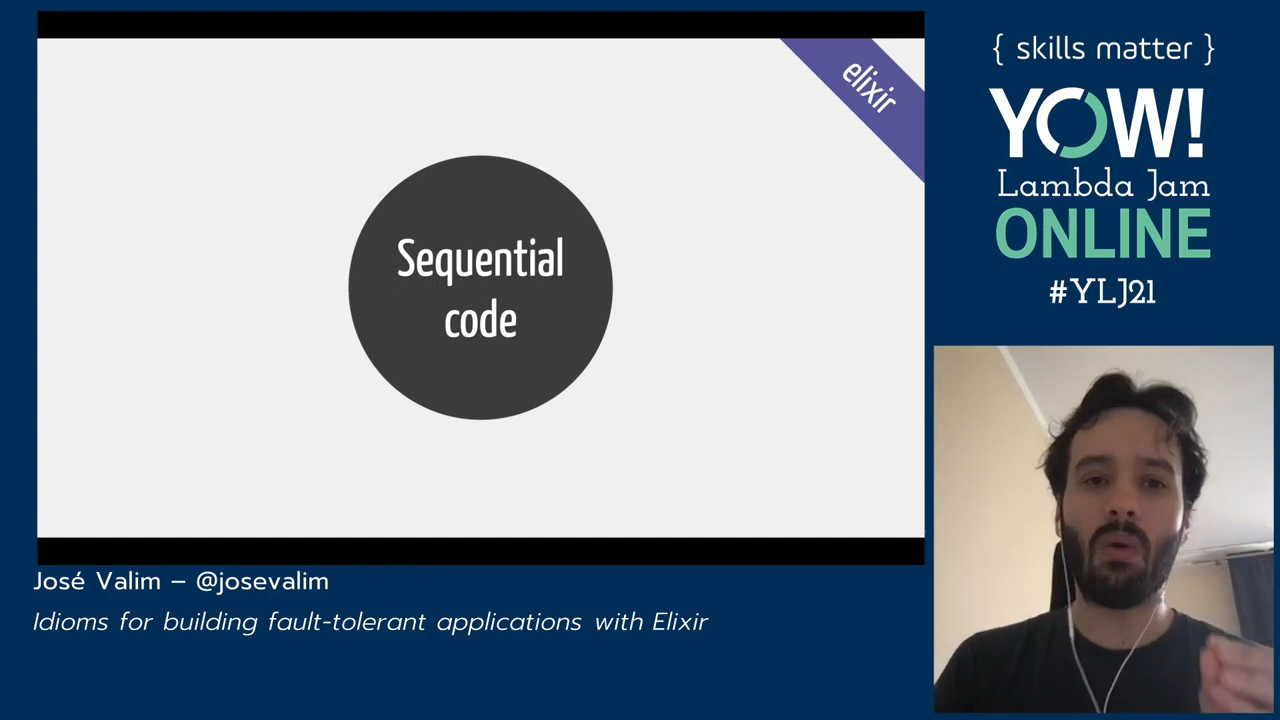 elixir
Sequential
code
{ skills matter }
YOW!
Lambda Jam
ONLINE
#YLJ21
José Valim – @josevalim
Idioms for building fault-tolerant applications with Elixir